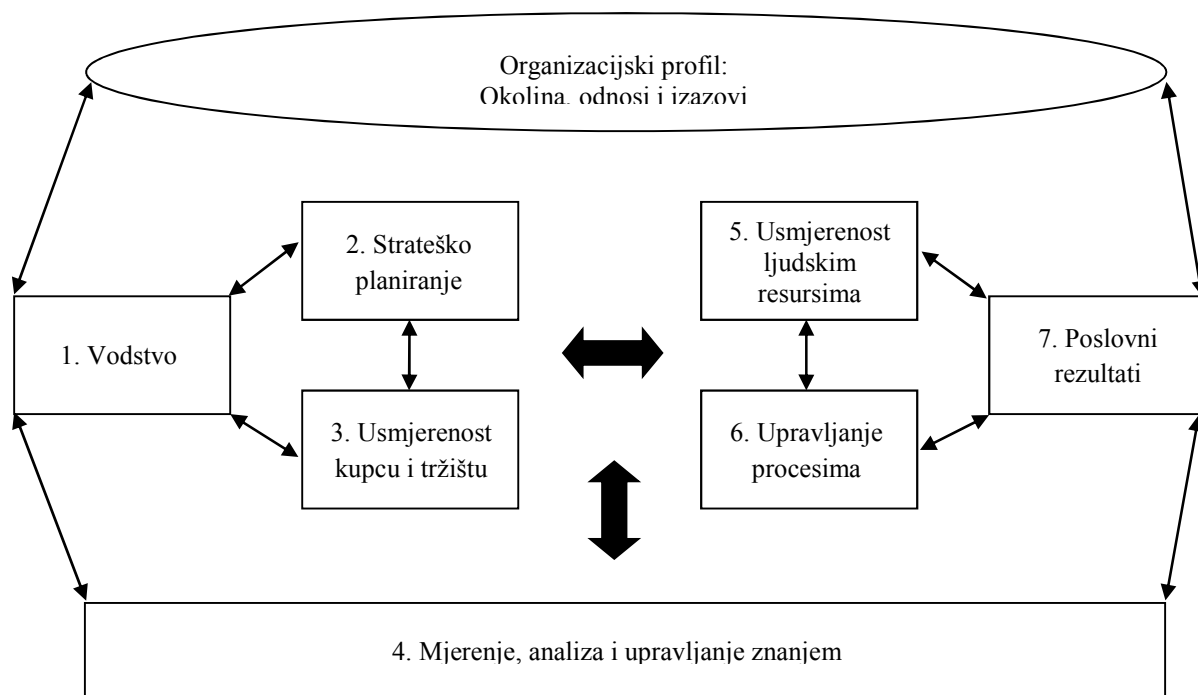 Organizacijski profil:
Okolina, odnosi i izazovi
2. Strateško
planiranje
5. Usmjerenost
ljudskim
resursima
1. Vodstvo
7. Poslovni
rezultati
3. Usmjerenost
kupcu i tržištu
6. Upravljanje
procesima
4. Mjerenje, analiza i upravljanje znanjem